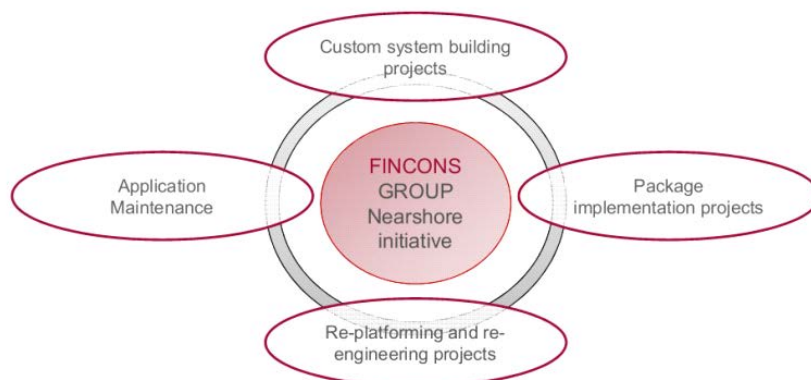 Custom system building
projects
Application
Maintenance
FINCONS
GROUP
Nearshore
initiative
Package
implementation projects
Re-platforming and re-
engineering projects